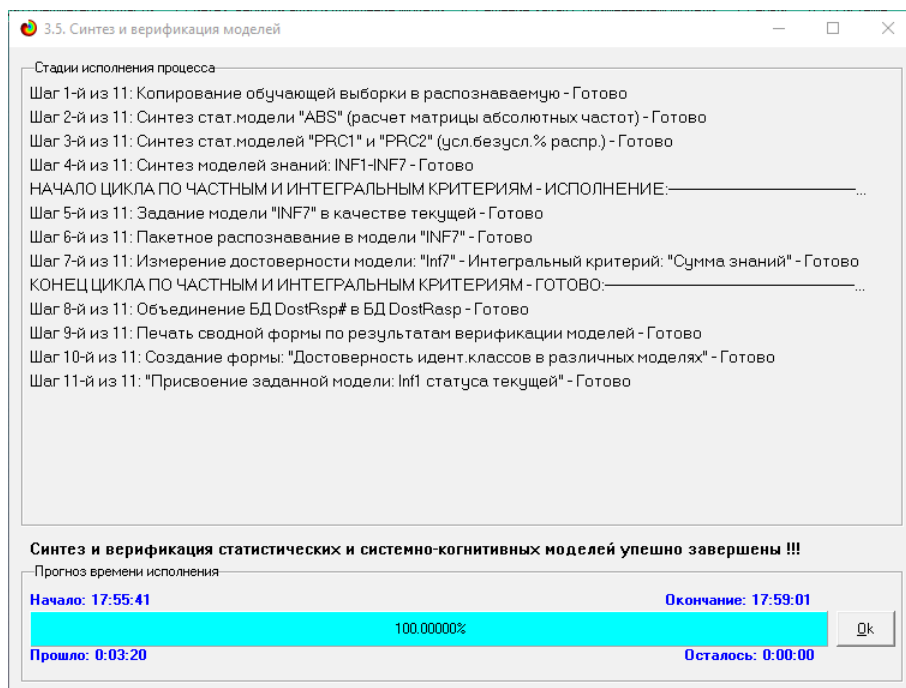 3.5. Синтез и верификация моделей
Стадии исполнения процесса
Шаг 1-й из 11: Копирование обучающей выборки в распознаваемую - Готово
Шаг 2-й из 11: Синтез стат.модели "ABS" (расчет матрицы абсолютных частот) - Готово
Шаг 3-й из 11: Синтез стат.моделей "PRC1" и "PRC2" (усл.безусл.% распр.) - Готово
Шаг 4-й из 11: Синтез моделей знаний: INF1-INF7 - Готово
НАЧАЛО ЦИКЛА ПО ЧАСТНЫМ И ИНТЕГРАЛЬНЫМ КРИТЕРИЯМ - ИСПОЛНЕНИЕ:————————...
Шаг 5-й из 11: Задание модели "INF7" в качестве текущей - Готово
Шаг 6-й из 11: Пакетное распознавание в модели "INF7" - Готово
Шаг 7-й из 11: Измерение достоверности модели: "Inf7" - Интегральный критерий: "Сумма знаний" - Готово
КОНЕЦ ЦИКЛА ПО ЧАСТНЫМ И ИНТЕГРАЛЬНЫМ КРИТЕРИЯМ - ГОТОВО:————————...
Шаг 8-й из 11: Объединение БД DostRsp# в БД DostRasp - Готово
Шаг 9-й из 11: Печать сводной формы по результатам верификации моделей - Готово
Шаг 10-й из 11: Создание формы: "Достоверность идент.классов в различных моделях" - Готово
Шаг 11-й из 11: "Присвоение заданной модели: Inf1 статуса текущей" - Готово
Синтез и верификация статистических и системно-когнитивных моделей упешно завершены !!!
Прогноз времени исполнения
Начало: 17:55:41 Окончание: 17:59:01
100.00000% Ok
Прошло: 0:03:20 Осталось: 0:00:00